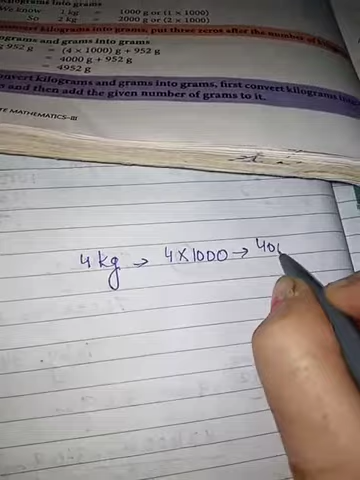 We know 1 kg = 1000 g or (1 × 1000)
So 2 kg = 2000 g or (2 × 1000)
grams, put three zeros after the number of
and grams into grams
952 g = (4 × 1000) g + 952 g
= 4000 g + 952 g
= 4952 g
convert kilograms and grams into grams, first convert kilograms
and then add the given number of grams to it.
MATHEMATICS-III
4 kg → 4 × 1000 → 40